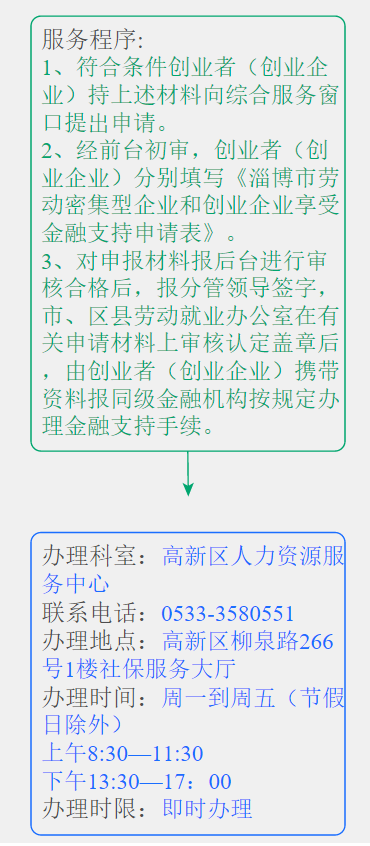 服务程序:
1、符合条件创业者（创业企
业）持上述材料向综合服务窗
口提出申请。
2、经前台初审，创业者（创
业企业）分别填写《淄博市劳
动密集型企业和创业企业享受
金融支持申请表》。
3、对申报材料报后台进行审
核合格后，报分管领导签字，
市、区县劳动就业办公室在有
关申请材料上审核认定盖章后
，由创业者（创业企业）携带
资料报同级金融机构按规定办
理金融支持手续。
办理科室：高新区人力资源服
务中心
联系电话：0533-3580551
办理地点：高新区柳泉路266
号1楼社保服务大厅
办理时间：周一到周五（节假
日除外）
上午8:30—11:30
下午13:30—17：00
办理时限：即时办理